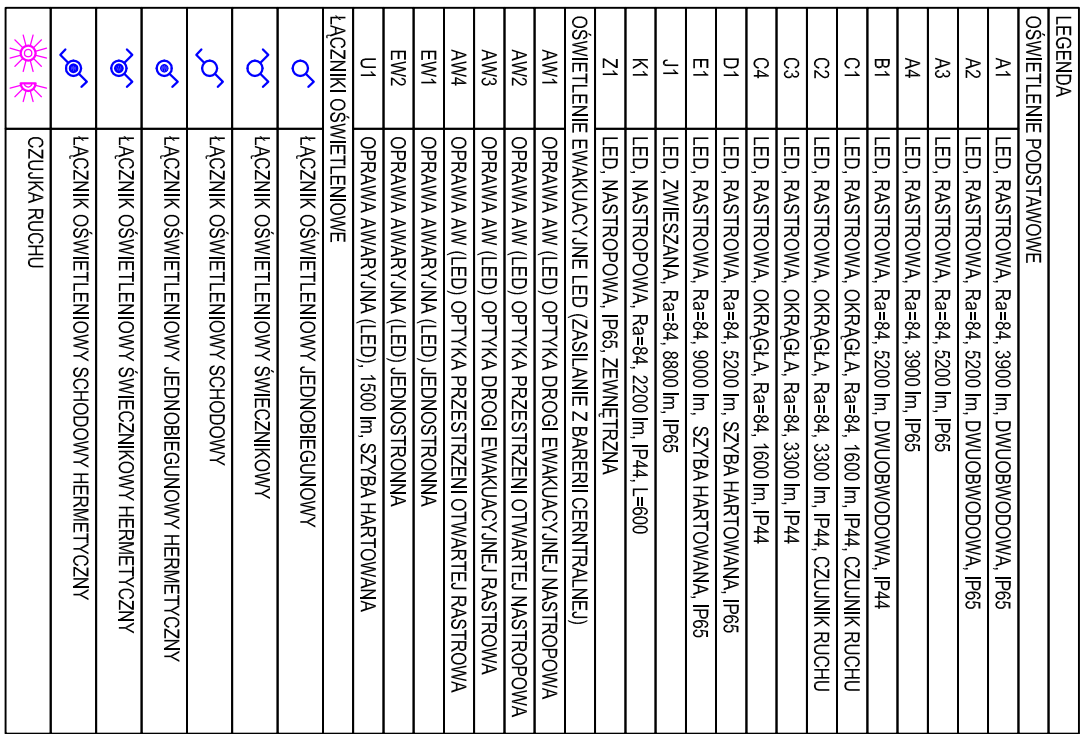 LEGENDA
OŚWIETLENIE PODSTAWOWE
A1 LED, RASTROWA, Ra=84, 3900 lm, DWUOBWODOWA, IP65
A2 LED, RASTROWA, Ra=84, 5200 lm, DWUOBWODOWA, IP65
A3 LED, RASTROWA, Ra=84, 5200 lm, IP65
A4 LED, RASTROWA, Ra=84, 3900 lm, IP65
B1 LED, RASTROWA, Ra=84, 5200 lm, DWUOBWODOWA, IP44
C1 LED, RASTROWA, OKRĄGŁA, Ra=84, 1600 lm, IP44, CZUJNIK RUCHU
C2 LED, RASTROWA, OKRĄGŁA, Ra=84, 3300 lm, IP44, CZUJNIK RUCHU
C3 LED, RASTROWA, OKRĄGŁA, Ra=84, 3300 lm, IP44
C4 LED, RASTROWA, OKRĄGŁA, Ra=84, 1600 lm, IP44
D1 LED, RASTROWA, Ra=84, 5200 lm, SZYBA HARTOWANA, IP65
E1 LED, RASTROWA, Ra=84, 9000 lm, SZYBA HARTOWANA, IP65
J1 LED, ZWIESZANA, Ra=84, 8800 lm, IP65
K1 LED, NASTROPOWA, Ra=84, 2200 lm, IP44, L=600
Z1 LED, NASTROPOWA, IP65, ZEWNĘTRZNA
OŚWIETLENIE EWAKUACYJNE LED (ZASILANIE Z BARERII CERNTRALNEJ)
AW1 OPRAWA AW (LED) OPTYKA DROGI EWAKUACYJNEJ NASTROPOWA
AW2 OPRAWA AW (LED) OPTYKA PRZESTRZENI OTWARTEJ NASTROPOWA
AW3 OPRAWA AW (LED) OPTYKA DROGI EWAKUACYJNEJ RASTROWA
AW4 OPRAWA AW (LED) OPTYKA PRZESTRZENI OTWARTEJ RASTROWA
EW1 OPRAWA AWARYJNA (LED) JEDNOSTRONNA
EW2 OPRAWA AWARYJNA (LED) JEDNOSTRONNA
U1 OPRAWA AWARYJNA (LED), 1500 lm, SZYBA HARTOWANA
ŁĄCZNIKI OŚWIETLENIOWE
ŁĄCZNIK OŚWIETLENIOWY JEDNOBIEGUNOWY
ŁĄCZNIK OŚWIETLENIOWY ŚWIECZNIKOWY
ŁĄCZNIK OŚWIETLENIOWY SCHODOWY
ŁĄCZNIK OŚWIETLENIOWY JEDNOBIEGUNOWY HERMETYCZNY
ŁĄCZNIK OŚWIETLENIOWY ŚWIECZNIKOWY HERMETYCZNY
ŁĄCZNIK OŚWIETLENIOWY SCHODOWY HERMETYCZNY
CZUJKA RUCHU